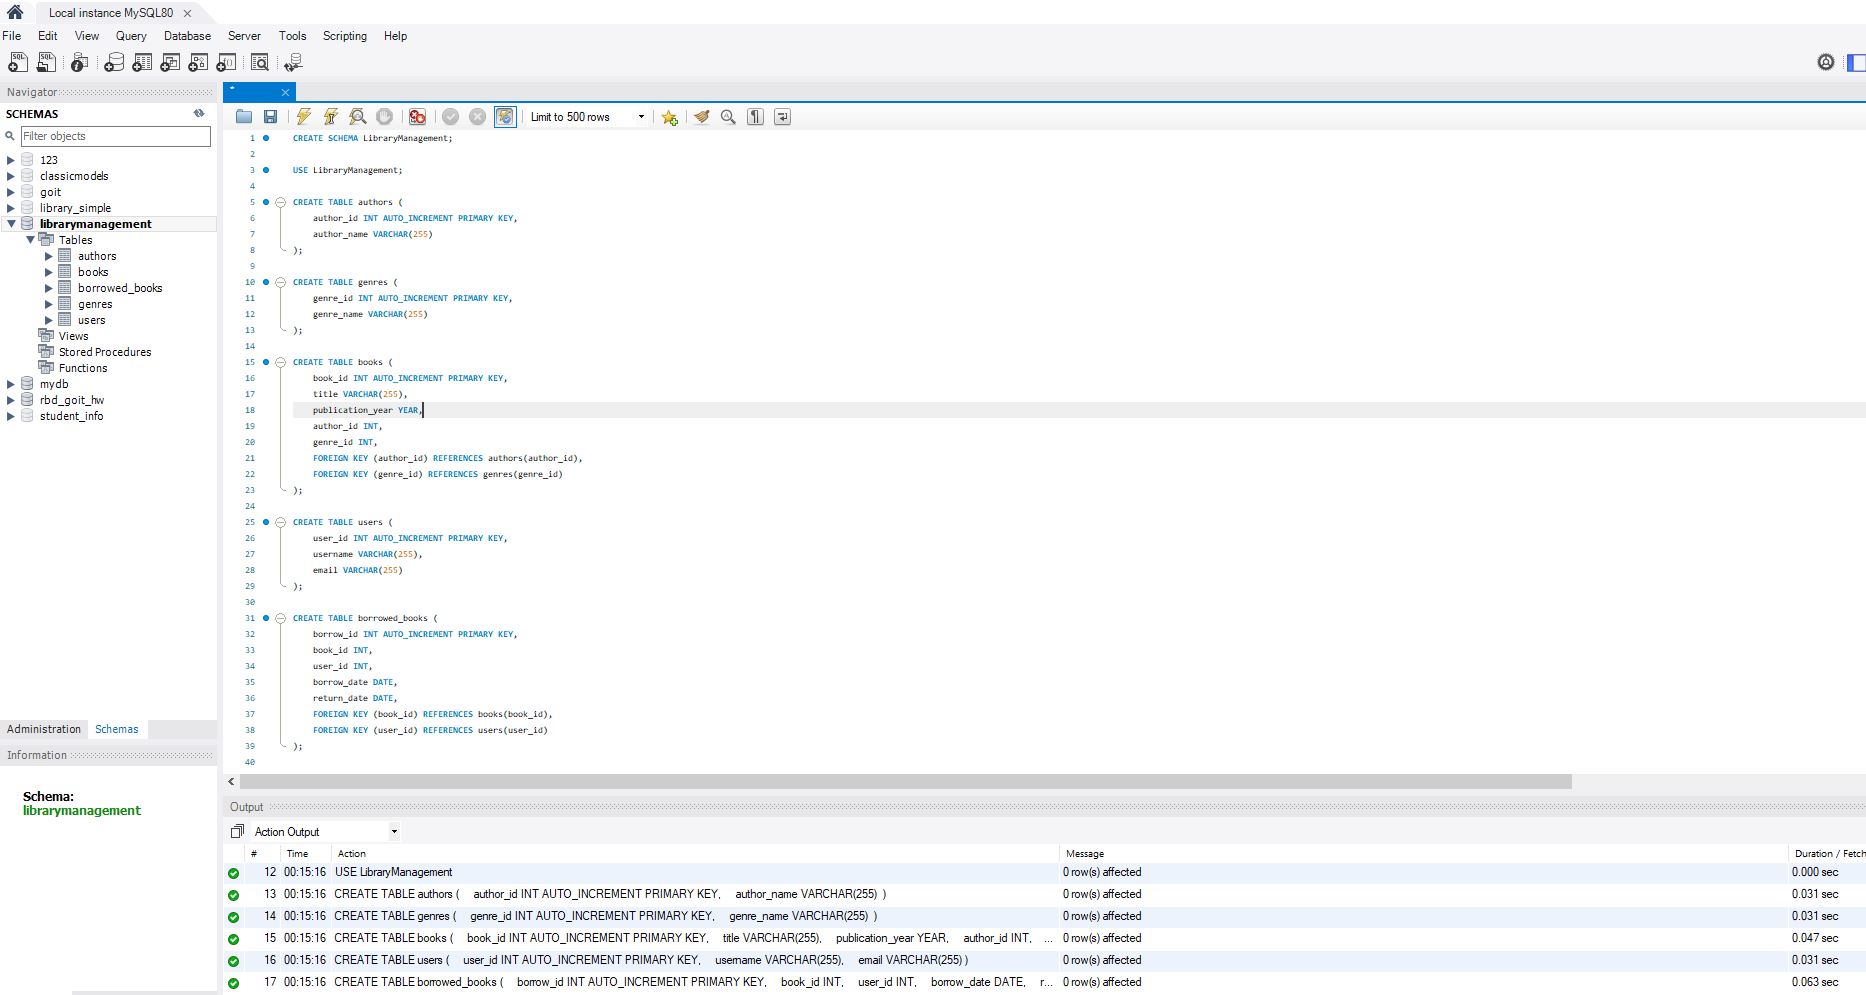 Local instance MySQL80
File Edit View Query Database Server Tools Scripting Help
Navigator
SCHEMAS
Filter objects
123
classicmodels
goit
library_simple
librarymanagement
Tables
authors
books
borrowed_books
genres
users
Views
Stored Procedures
Functions
mydb
rbd_goit_hw
student_info
Administration Schemas
Information
Schema:
librarymanagement
*
Limit to 500 rows
1 CREATE SCHEMA LibraryManagement;
2
3 USE LibraryManagement;
4
5 CREATE TABLE authors (
6 author_id INT AUTO_INCREMENT PRIMARY KEY,
7 author_name VARCHAR(255)
8 );
9
10 CREATE TABLE genres (
11 genre_id INT AUTO_INCREMENT PRIMARY KEY,
12 genre_name VARCHAR(255)
13 );
14
15 CREATE TABLE books (
16 book_id INT AUTO_INCREMENT PRIMARY KEY,
17 title VARCHAR(255),
18 publication_year YEAR,
19 author_id INT,
20 genre_id INT,
21 FOREIGN KEY (author_id) REFERENCES authors(author_id),
22 FOREIGN KEY (genre_id) REFERENCES genres(genre_id)
23 );
24
25 CREATE TABLE users (
26 user_id INT AUTO_INCREMENT PRIMARY KEY,
27 username VARCHAR(255),
28 email VARCHAR(255)
29 );
30
31 CREATE TABLE borrowed_books (
32 borrow_id INT AUTO_INCREMENT PRIMARY KEY,
33 book_id INT,
34 user_id INT,
35 borrow_date DATE,
36 return_date DATE,
37 FOREIGN KEY (book_id) REFERENCES books(book_id),
38 FOREIGN KEY (user_id) REFERENCES users(user_id)
39 );
40
Output
Action Output
# Time Action Message Duration / Fetch
12 00:15:16 USE LibraryManagement 0 row(s) affected 0.000 sec
13 00:15:16 CREATE TABLE authors ( author_id INT AUTO_INCREMENT PRIMARY KEY, author_name VARCHAR(255) ) 0 row(s) affected 0.031 sec
14 00:15:16 CREATE TABLE genres ( genre_id INT AUTO_INCREMENT PRIMARY KEY, genre_name VARCHAR(255) ) 0 row(s) affected 0.031 sec
15 00:15:16 CREATE TABLE books ( book_id INT AUTO_INCREMENT PRIMARY KEY, title VARCHAR(255), publication_year YEAR, author_id INT, ... 0 row(s) affected 0.047 sec
16 00:15:16 CREATE TABLE users ( user_id INT AUTO_INCREMENT PRIMARY KEY, username VARCHAR(255), email VARCHAR(255) ) 0 row(s) affected 0.031 sec
17 00:15:16 CREATE TABLE borrowed_books ( borrow_id INT AUTO_INCREMENT PRIMARY KEY, book_id INT, user_id INT, borrow_date DATE, r... 0 row(s) affected 0.063 sec